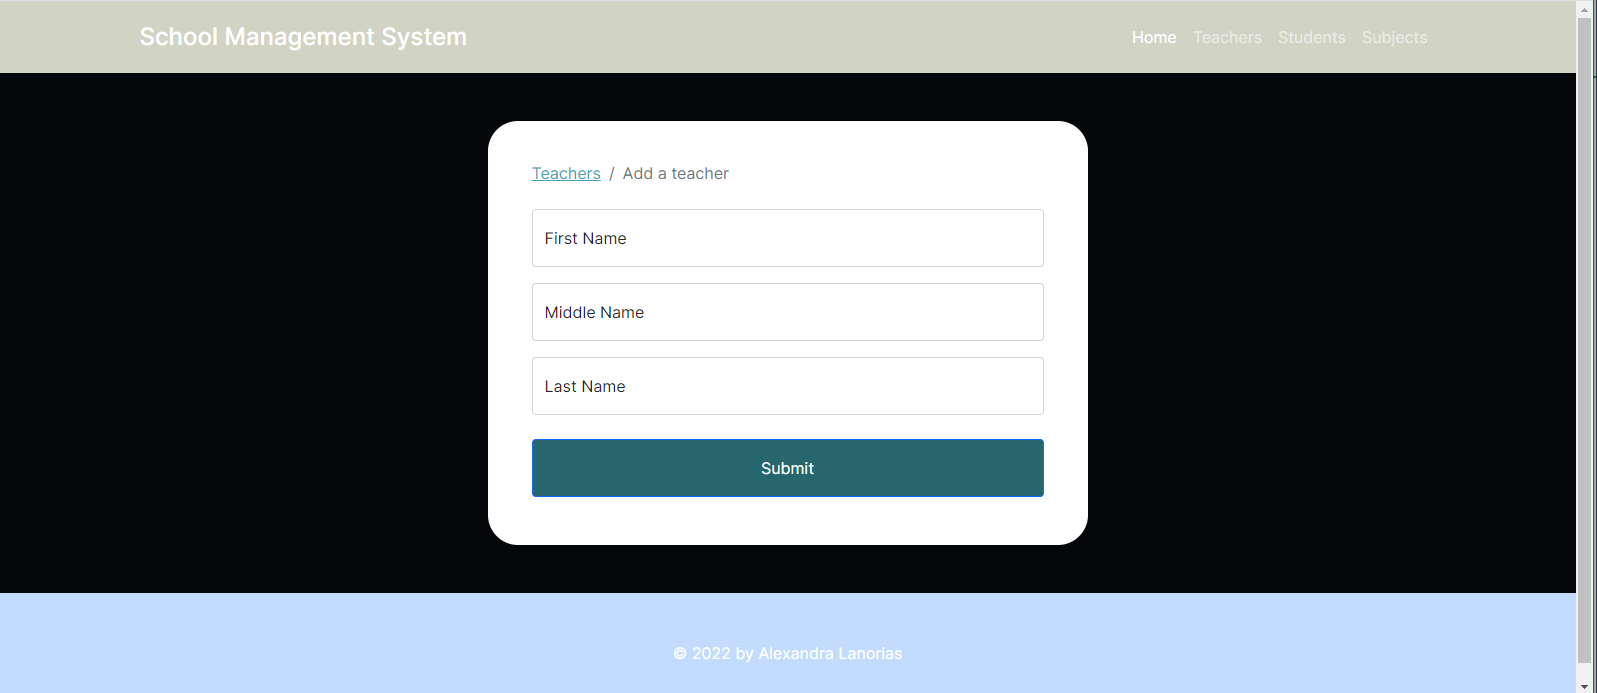 School Management System
Home Teachers Students Subjects
Teachers / Add a teacher
First Name
Middle Name
Last Name
Submit
© 2022 by Alexandra Lanorias